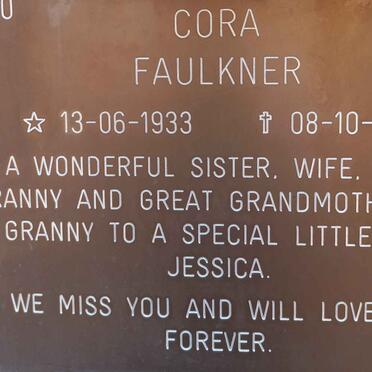 0
CORA
FAULKNER
☆ 13-06-1933 ✝ 08-10-
A WONDERFUL SISTER, WIFE,
RANNY AND GREAT GRANDMOTH
GRANNY TO A SPECIAL LITTLE
JESSICA.
WE MISS YOU AND WILL LOVE
FOREVER.